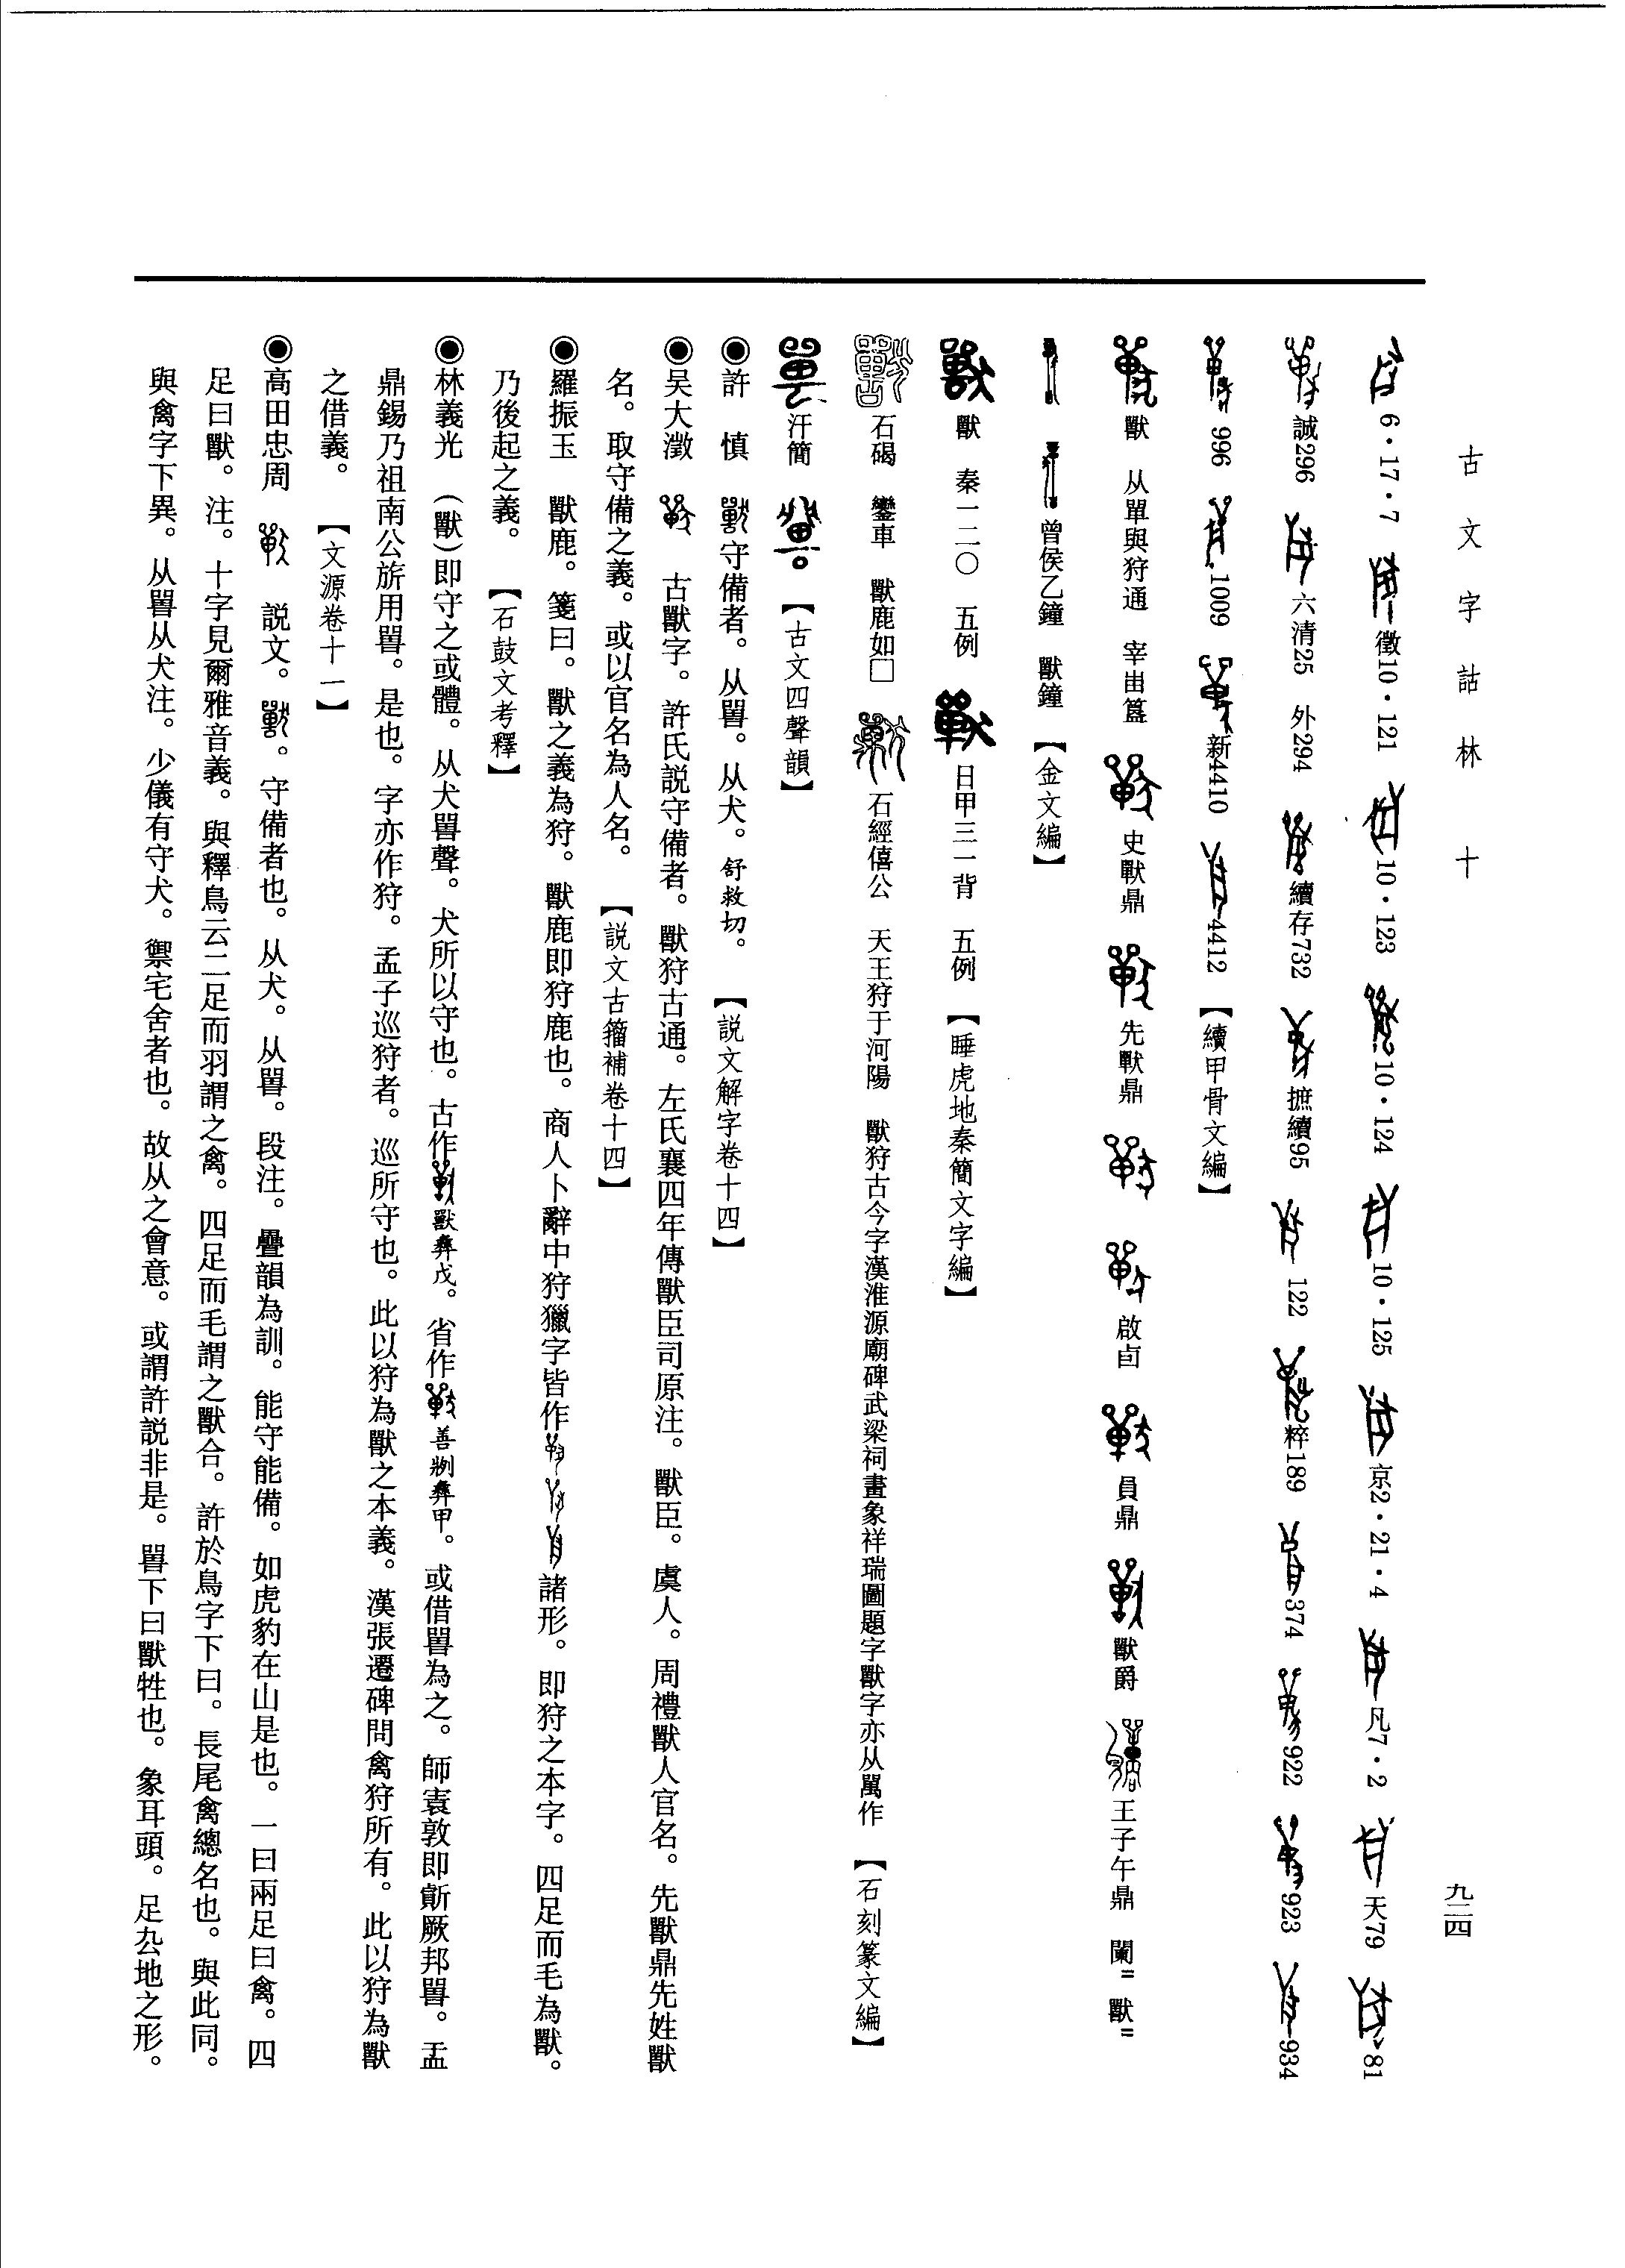 古文字詁林 十
九二四
6·17·7 徵10·121 10·123 10·124 10·125 京2·21·4 凡7·2 天79 81
誠296 六清25 外294 續存732 摭續95 122 粹189 374 922 923 934
996 1009 新4410 4412 【續甲骨文編】
獸 从單與狩通 宰甶簋 史獸鼎 先獸鼎 啟卣 員鼎 獸爵 王子午鼎 闌= 獸=
曾侯乙鐘 獸鐘 【金文編】
獸 秦一二〇 五例 日甲三一背 五例 【睡虎地秦簡文字編】
石碣 鑾車 獸鹿如□ 石經僖公 天王狩于河陽 獸狩古今字漢淮源廟碑武梁祠畫象祥瑞圖題字獸字亦从單作 【石刻篆文編】
汗簡 【古文四聲韻】
◉許 慎 守備者。从嘼。从犬。舒救切。 【説文解字卷十四】
◉吴大澂 古獸字。許氏説守備者。獸狩古通。左氏襄四年傳獸臣司原注。獸臣。虞人。周禮獸人官名。先獸鼎先姓獸
名。取守備之義。或以官名為人名。 【説文古籀補卷十四】
◉羅振玉 獸鹿。箋曰。獸之義為狩。獸鹿即狩鹿也。商人卜辭中狩獵字皆作 諸形。即狩之本字。四足而毛為獸。
乃後起之義。 【石鼓文考釋】
◉林義光 (獸)即守之或體。从犬嘼聲。犬所以守也。古作 獸彝戊。省作 善 彝甲。或借嘼為之。師㝨敦即 厥邦嘼。盂
鼎錫乃祖南公旂用嘼。是也。字亦作狩。孟子巡狩者。巡所守也。此以狩為獸之本義。漢張遷碑問禽狩所有。此以狩為獸
之借義。 【文源卷十一】
◉高田忠周 説文。 守備者也。从犬。从嘼。段注。疊韻為訓。能守能備。如虎豹在山是也。一曰兩足曰禽。四
足曰獸。注。十字見爾雅音義。與釋鳥云二足而羽謂之禽。四足而毛謂之獸合。許於鳥字下曰。長尾禽總名也。與此同。
與禽字下異。从嘼从犬注。少儀有守犬。禦宅舍者也。故从之會意。或謂許説非是。嘼下曰獸牲也。象耳頭。足厹地之形。